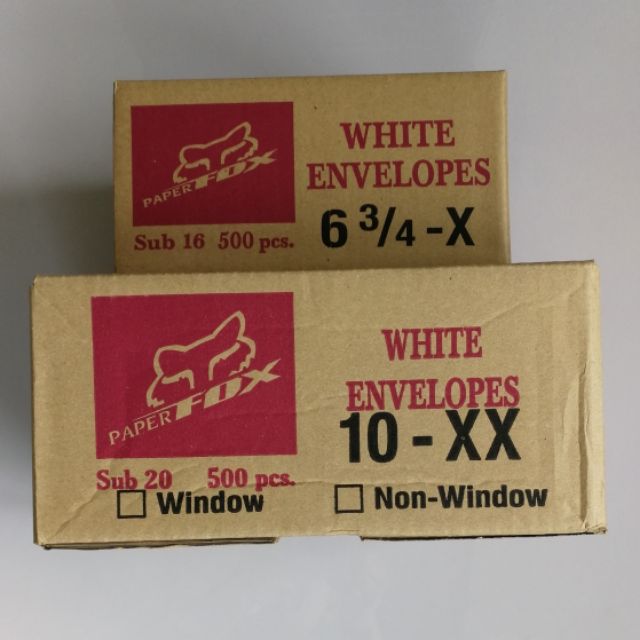 PAPER FOX
Sub 16 500 pcs.
WHITE
ENVELOPES
6 3/4 - X
PAPER FOX
Sub 20 500 pcs.
WHITE
ENVELOPES
10 - XX
Window
Non-Window